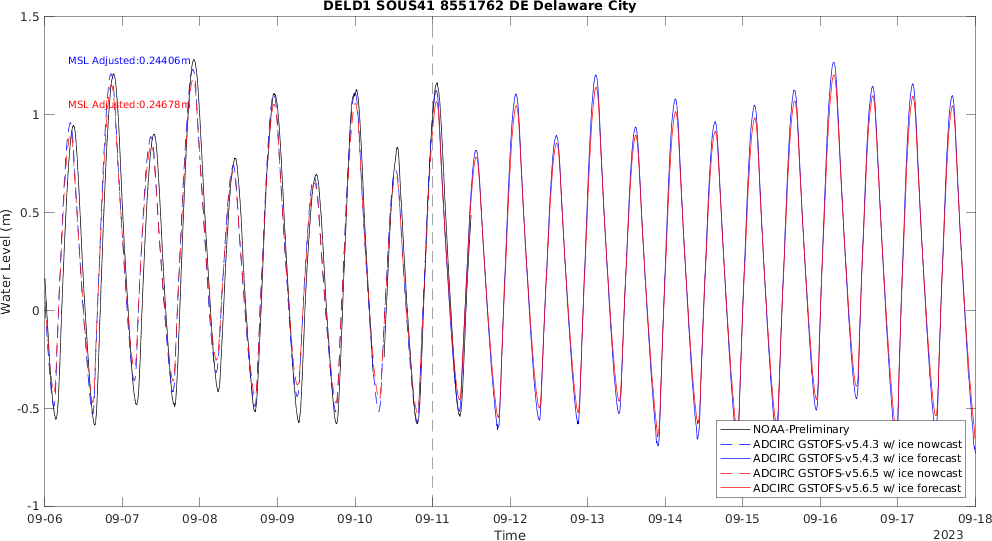 DELD1 SOUS41 8551762 DE Delaware City
1.5
MSL Adjusted:0.24406m
MSL Adjusted:0.24678m
1
0.5
0
-0.5
-1
Water Level (m)
NOAA-Preliminary
ADCIRC GSTOFS-v5.4.3 w/ ice nowcast
ADCIRC GSTOFS-v5.4.3 w/ ice forecast
ADCIRC GSTOFS-v5.6.5 w/ ice nowcast
ADCIRC GSTOFS-v5.6.5 w/ ice forecast
09-06 09-07 09-08 09-09 09-10 09-11 09-12 09-13 09-14 09-15 09-16 09-17 09-18
Time
2023